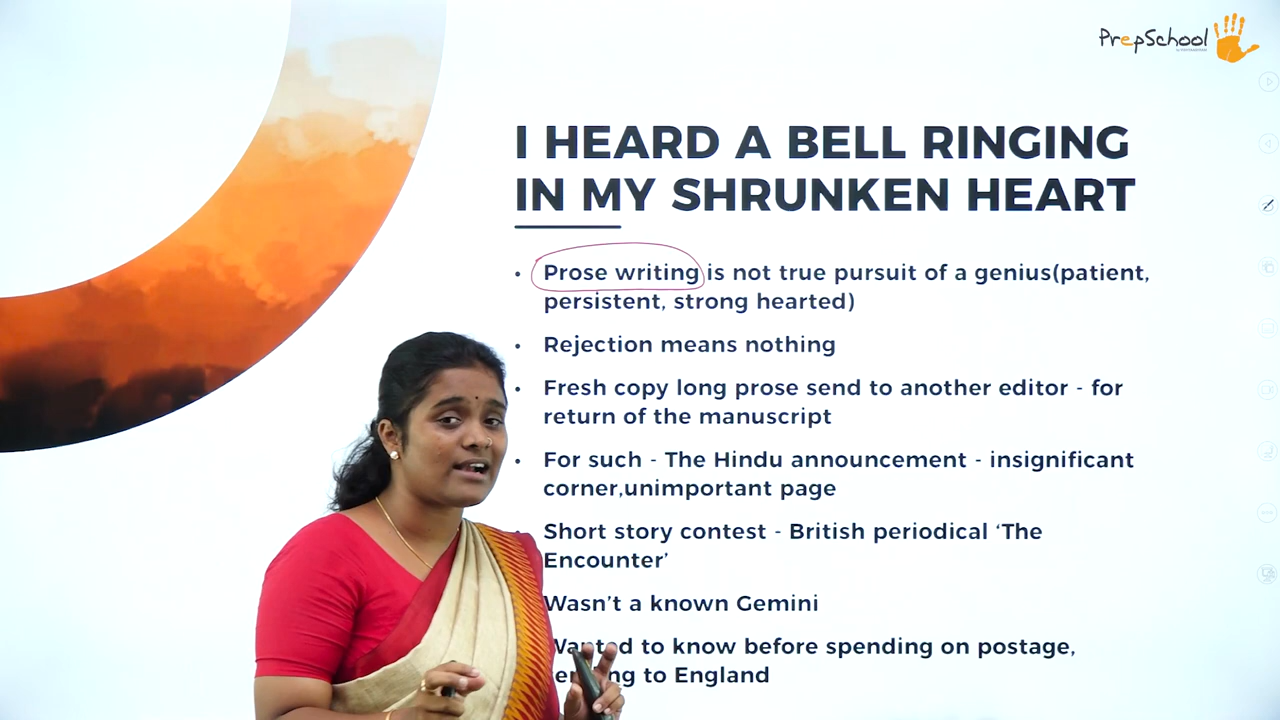 PrepSchool
I HEARD A BELL RINGING
IN MY SHRUNKEN HEART
• Prose writing is not true pursuit of a genius(patient,
persistent, strong hearted)
• Rejection means nothing
• Fresh copy long prose send to another editor - for
return of the manuscript
• For such - The Hindu announcement - insignificant
corner,unimportant page
Short story contest - British periodical ‘The
Encounter’
Wasn’t a known Gemini
Wanted to know before spending on postage,
to England